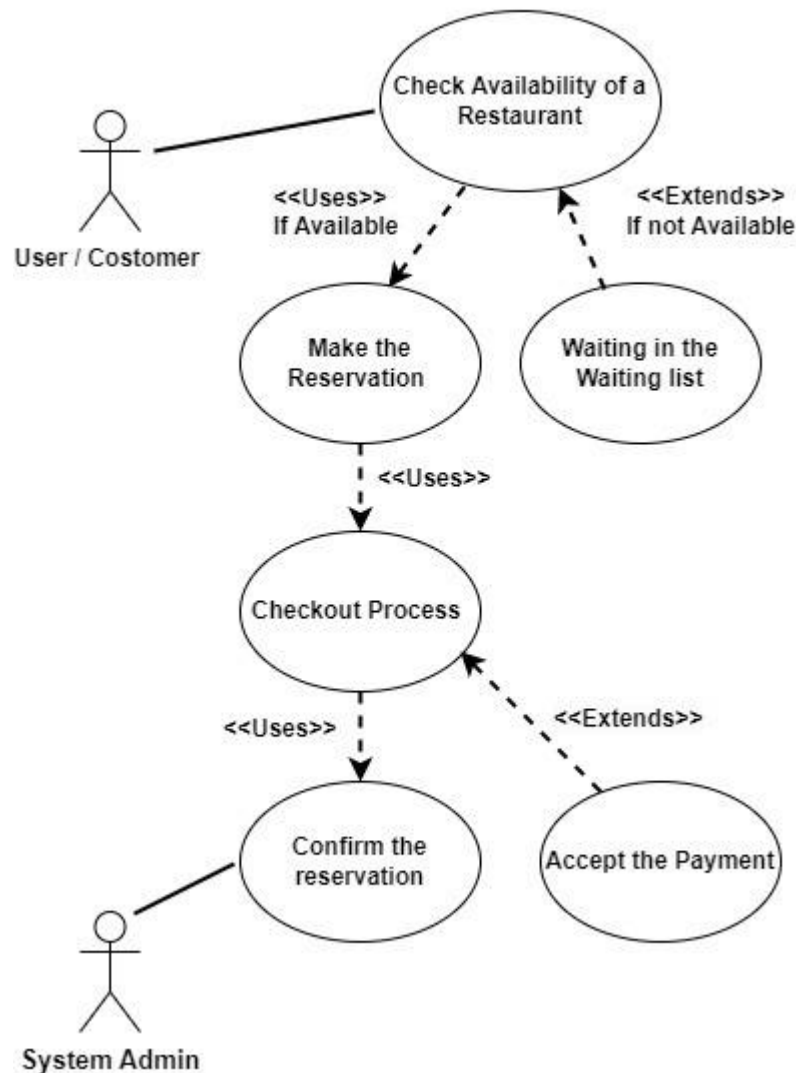 Check Availability of a
Restaurant
<<Uses>>
If Available
<<Extends>>
If not Available
User / Costomer
Make the
Reservation
Waiting in the
Waiting list
<<Uses>>
Checkout Process
<<Uses>>
<<Extends>>
Confirm the
reservation
Accept the Payment
System Admin